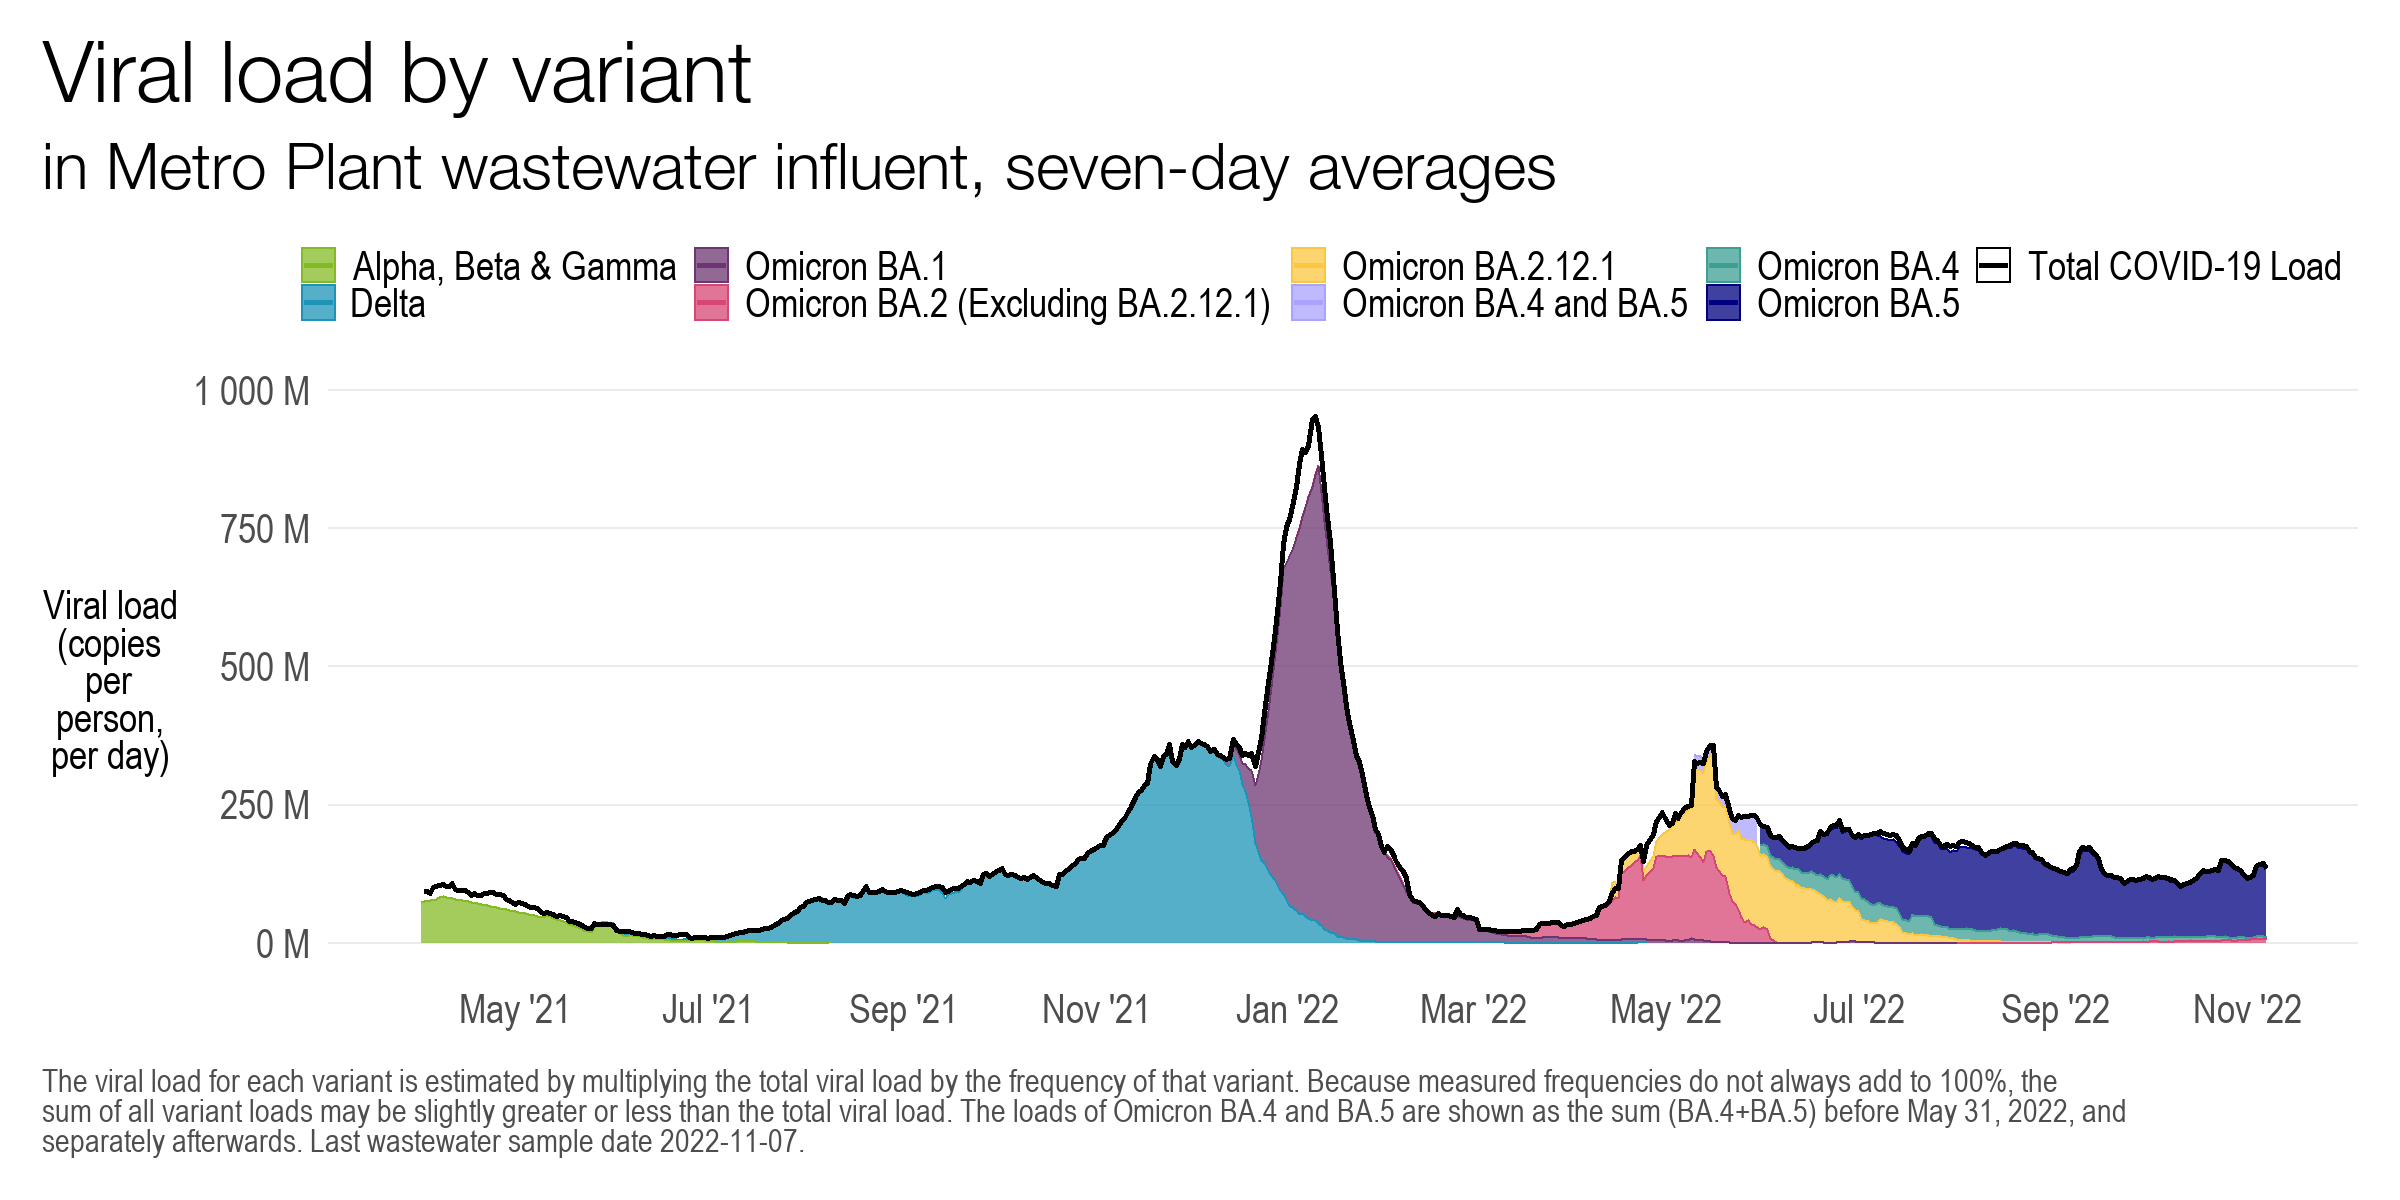 Viral load by variant
in Metro Plant wastewater influent, seven-day averages
Alpha, Beta & Gamma
Omicron BA.1
Omicron BA.2.12.1
Omicron BA.4
Total COVID-19 Load
Delta
Omicron BA.2 (Excluding BA.2.12.1)
Omicron BA.4 and BA.5
Omicron BA.5
1 000 M
750 M
500 M
250 M
0 M
Viral load
(copies
per
person,
per day)
May '21
Jul '21
Sep '21
Nov '21
Jan '22
Mar '22
May '22
Jul '22
Sep '22
Nov '22
The viral load for each variant is estimated by multiplying the total viral load by the frequency of that variant. Because measured frequencies do not always add to 100%, the
sum of all variant loads may be slightly greater or less than the total viral load. The loads of Omicron BA.4 and BA.5 are shown as the sum (BA.4+BA.5) before May 31, 2022, and
separately afterwards. Last wastewater sample date 2022-11-07.